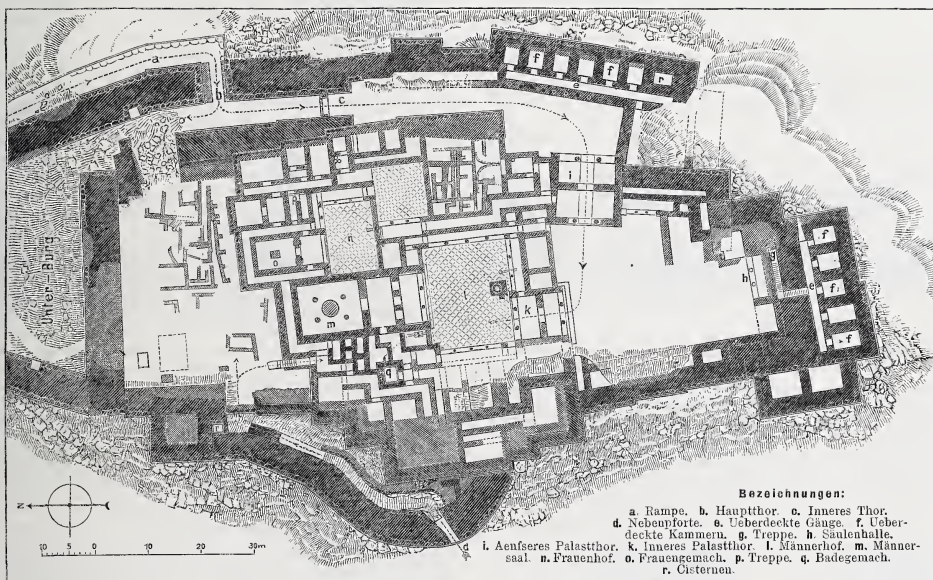 a
b
c
f
f
r
e
i
n
o
l
m
k
q
g
h
e
f
f
f
Unter-Burg
N
d
10 5 0 10 20 30m
Bezeichnungen:
a. Rampe. b. Hauptthor. c. Inneres Thor.
d. Nebenpforte. e. Ueberdeckte Gänge. f. Ueber-
deckte Kammern. g. Treppe. h. Säulenhalle.
i. Aeufseres Palastthor. k. Inneres Palastthor. l. Männerhof. m. Männer-
saal. n. Frauenhof. o. Frauengemach. p. Treppe. q. Badegemach.
r. Cisternen.